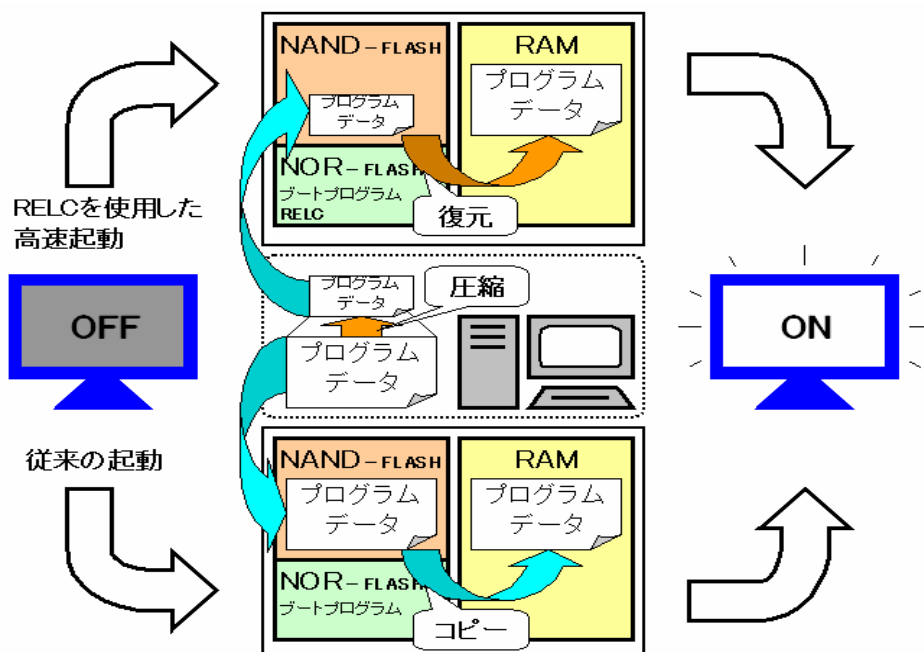 NAND-FLASH
RAM
プログラム
データ
プログラム
データ
NOR-FLASH
ブートプログラム
RELC
復元
RELCを使用した
高速起動
プログラム
データ
圧縮
OFF
プログラム
データ
ON
従来の起動
NAND-FLASH
RAM
プログラム
データ
プログラム
データ
NOR-FLASH
ブートプログラム
コピー